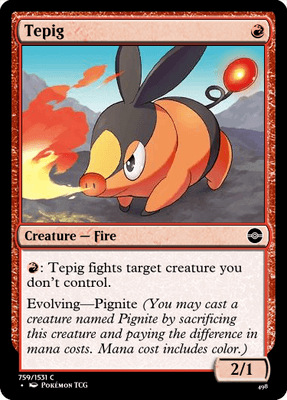 Tepig
Creature — Fire
: Tepig fights target creature you
don't control.
Evolving—Pignite (You may cast a
creature named Pignite by sacrificing
this creature and paying the difference in
mana costs. Mana cost includes color.)
2/1
759/1531 C
• Pokémon TCG
498